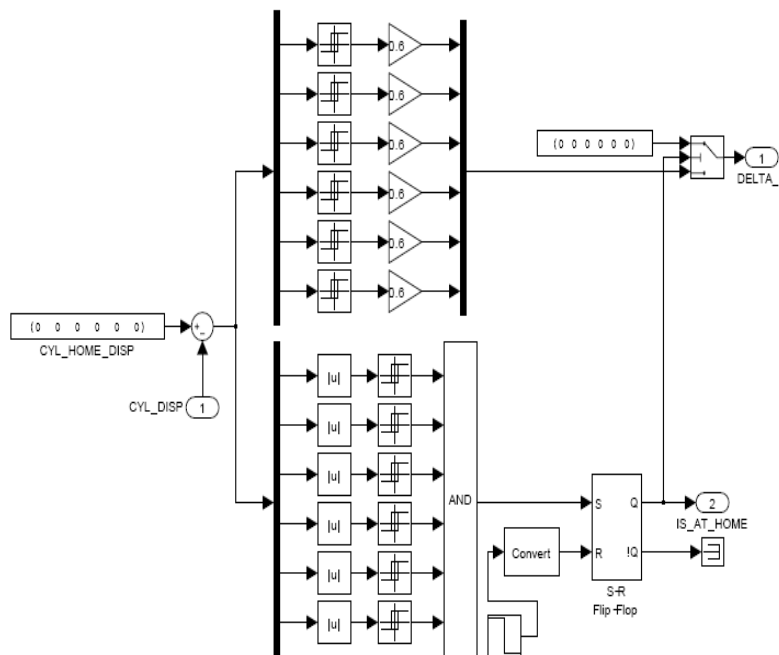 0.6
0.6
0.6
0.6
0.6
0.6
(0 0 0 0 0 0)
1
DELTA_
(0 0 0 0 0 0)
CYL_HOME_DISP
+
-
CYL_DISP
1
|u|
|u|
|u|
|u|
|u|
|u|
AND
S
Q
R
!Q
S-R
Flip-Flop
Convert
2
IS_AT_HOME